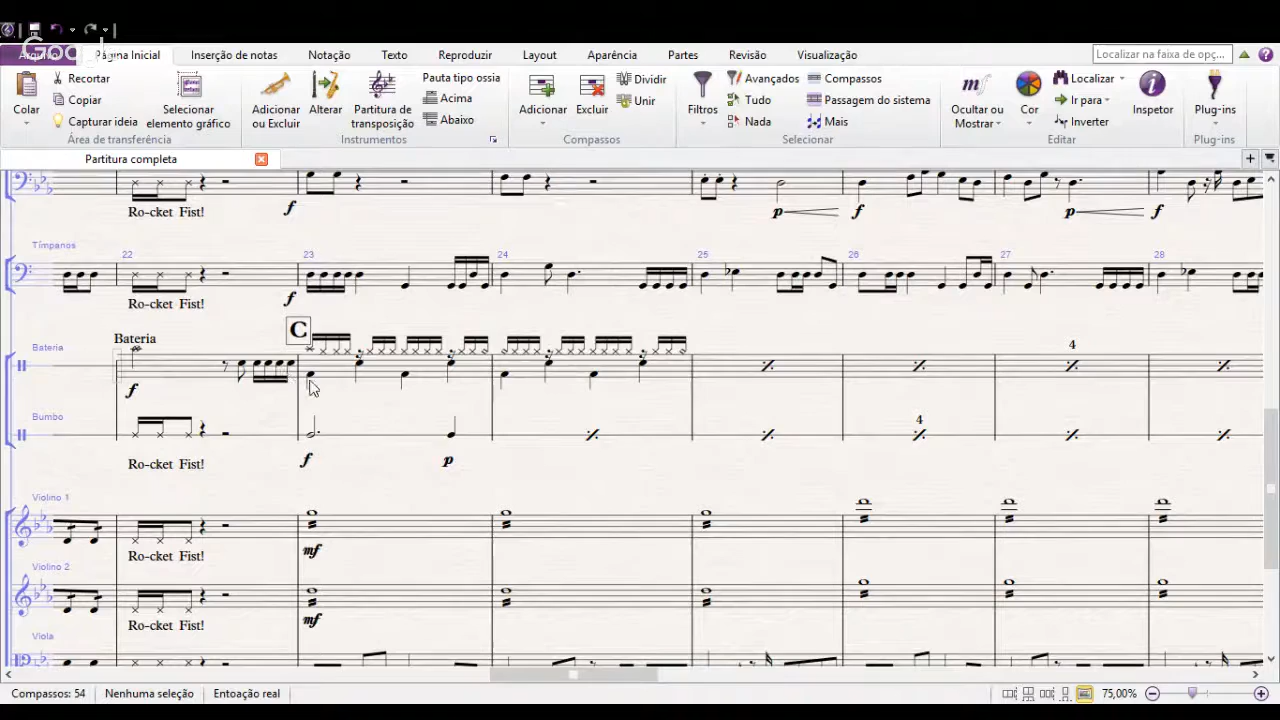 Goo
Página Inicial
Inserção de notas
Notação
Texto
Reproduzir
Layout
Aparência
Partes
Revisão
Visualização
Localizar na faixa de opç...
Colar
Recortar
Copiar
Capturar ideia
Selecionar elemento gráfico
Área de transferência
Adicionar ou Excluir
Alterar
Partitura de transposição
Pauta tipo ossia
Acima
Abaixo
Instrumentos
Adicionar
Excluir
Dividir
Unir
Compassos
Filtros
Avançados
Tudo
Nada
Compassos
Passagem do sistema
Mais
Selecionar
Ocultar ou Mostrar
Cor
Localizar
Ir para
Inverter
Editar
Inspetor
Plug-ins
Plug-ins
Partitura completa
Ro-cket Fist!
f
p
f
p
f
Tímpanos
22
23
24
25
26
27
28
Ro-cket Fist!
f
Bateria
C
Bateria
4
f
Bumbo
4
Ro-cket Fist!
f
p
Violino 1
Ro-cket Fist!
mf
Violino 2
Ro-cket Fist!
mf
Viola
Compassos: 54
Nenhuma seleção
Entoação real
75,00%